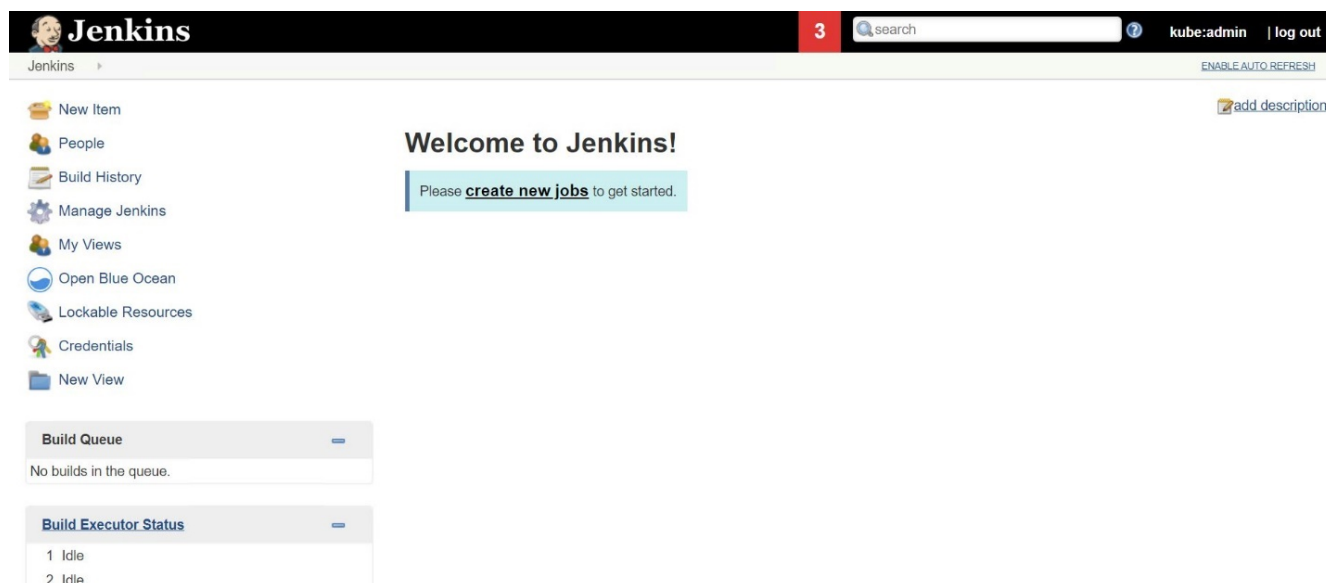 Jenkins
3
search
kube:admin | log out
Jenkins
ENABLE AUTO REFRESH
New Item
People
Build History
Manage Jenkins
My Views
Open Blue Ocean
Lockable Resources
Credentials
New View
add description
Welcome to Jenkins!
Please create new jobs to get started.
Build Queue
No builds in the queue.
Build Executor Status
1 Idle
2 Idle